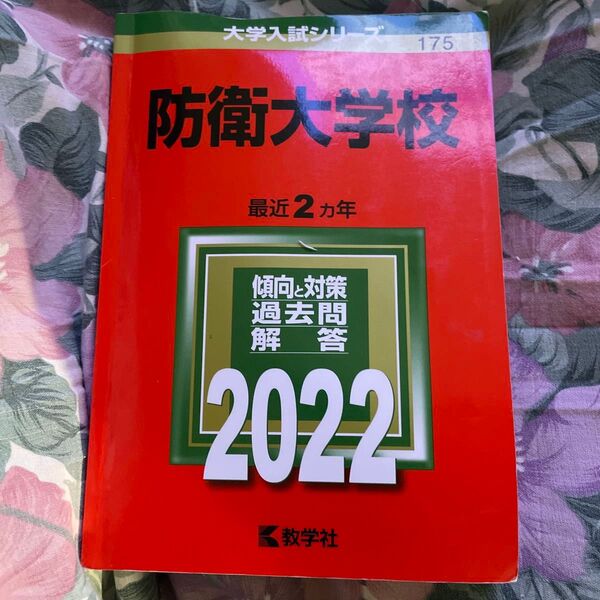 大学入試シリーズ
175
防衛大学校
最近2カ年
傾向と対策
過去問
解答
2022
教学社